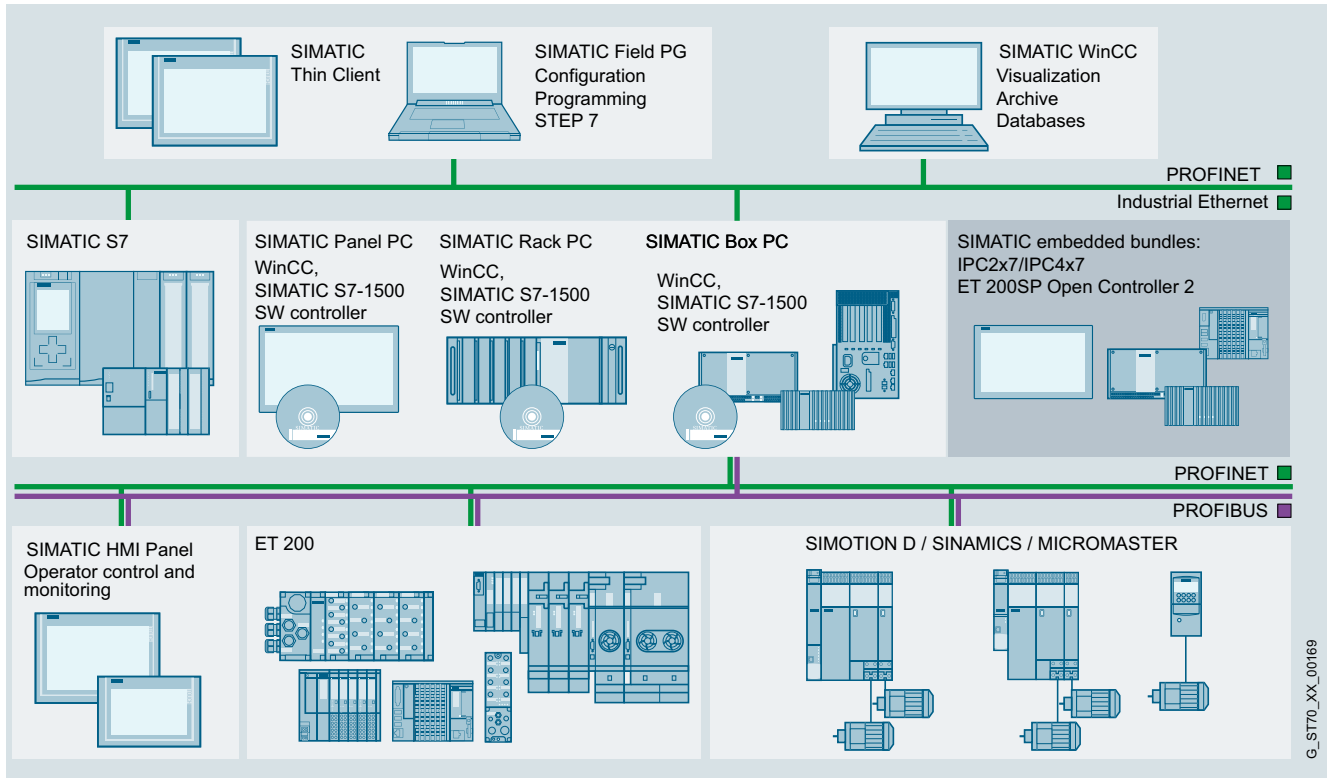 SIMATIC
Thin Client
SIMATIC Field PG
Configuration
Programming
STEP 7
SIMATIC WinCC
Visualization
Archive
Databases
PROFINET
Industrial Ethernet
SIMATIC S7
SIMATIC Panel PC
WinCC,
SIMATIC S7-1500
SW controller
SIMATIC Rack PC
WinCC,
SIMATIC S7-1500
SW controller
SIMATIC Box PC
WinCC,
SIMATIC S7-1500
SW controller
SIMATIC embedded bundles:
IPC2x7/IPC4x7
ET 200SP Open Controller 2
PROFINET
PROFIBUS
SIMATIC HMI Panel
Operator control and
monitoring
ET 200
SIMOTION D / SINAMICS / MICROMASTER
G_ST70_XX_00169